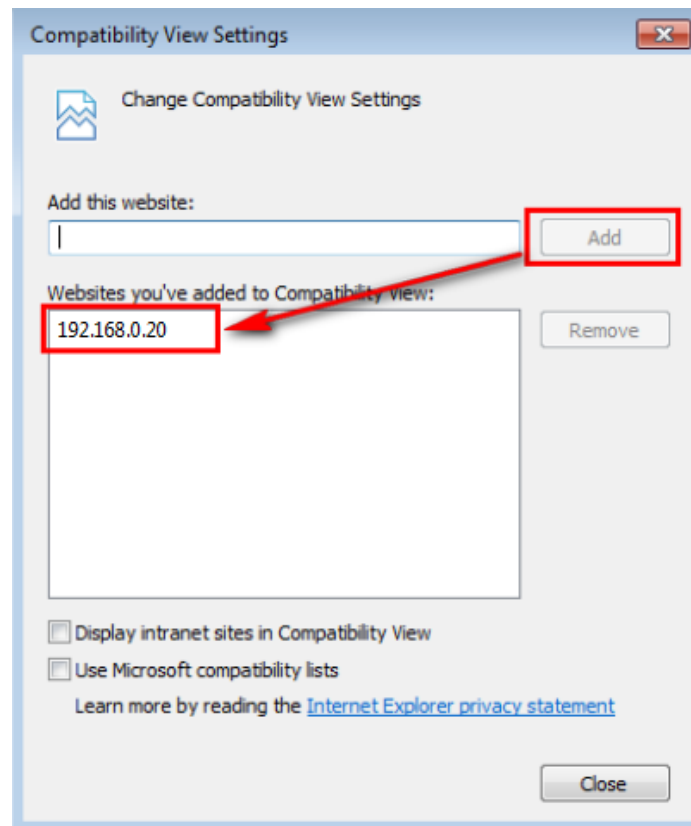 Compatibility View Settings
Change Compatibility View Settings
Add this website:
Add
Websites you've added to Compatibility View:
192.168.0.20
Remove
Display intranet sites in Compatibility View
Use Microsoft compatibility lists
Learn more by reading the Internet Explorer privacy statement
Close